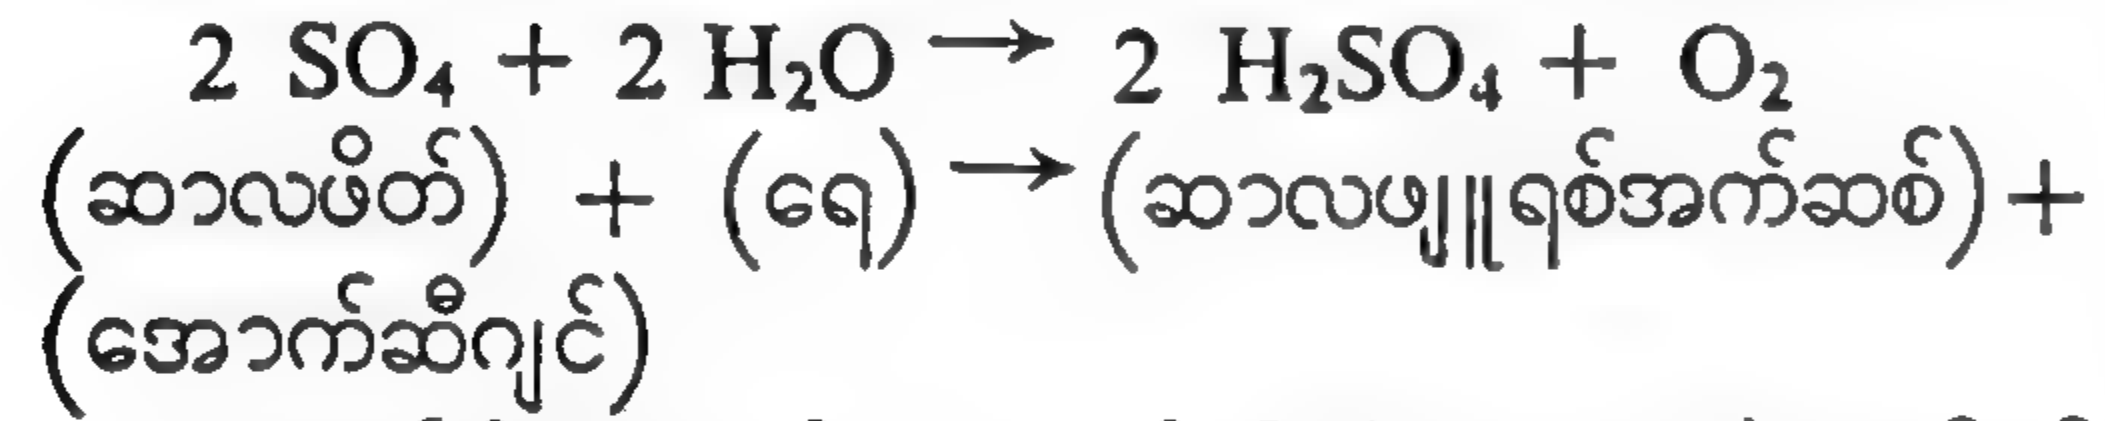 2 SO₄ + 2 H₂O → 2 H₂SO₄ + O₂
(ဆာလဖိတ်) + (ရေ) → (ဆာလဖျူရစ်အက်ဆစ်) +
(အောက်ဆီဂျင်)